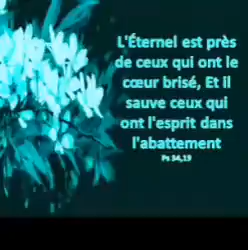 L'Éternel est près
de ceux qui ont le
cœur brisé, Et il
sauve ceux qui
ont l'esprit dans
l'abattement
Ps 34,19